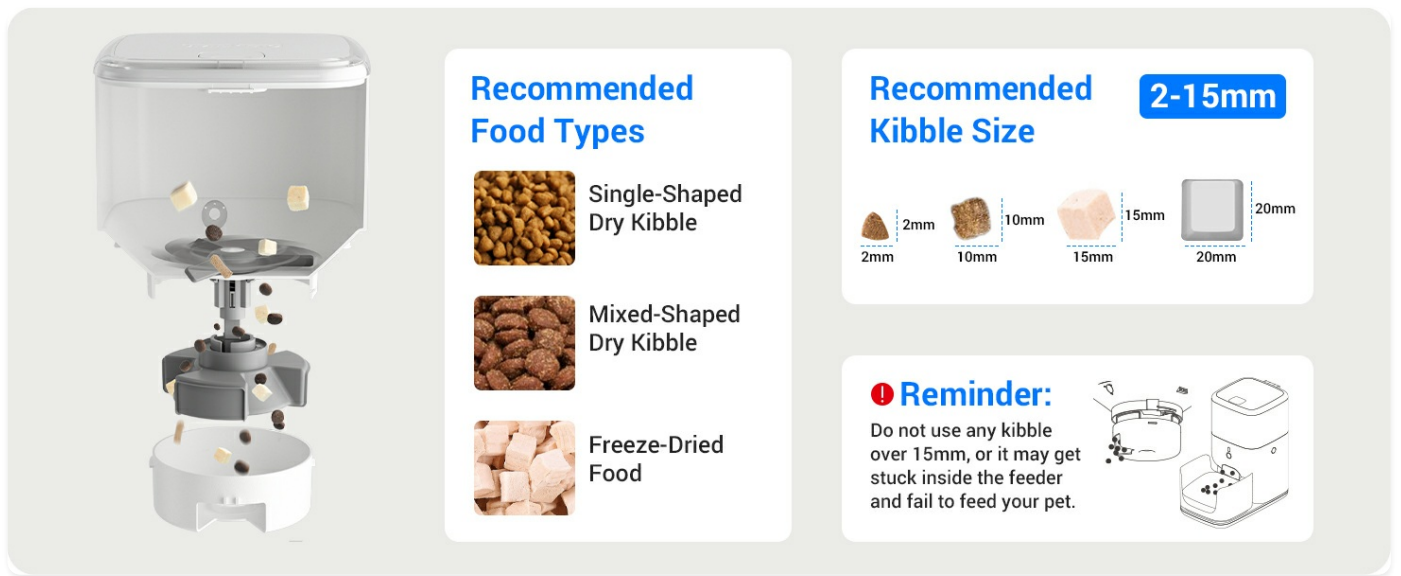 Recommended
Food Types
Single-Shaped
Dry Kibble
Mixed-Shaped
Dry Kibble
Freeze-Dried
Food
Recommended
Kibble Size
2-15mm
2mm
2mm
10mm
10mm
15mm
15mm
20mm
20mm
Reminder:
Do not use any kibble
over 15mm, or it may get
stuck inside the feeder
and fail to feed your pet.